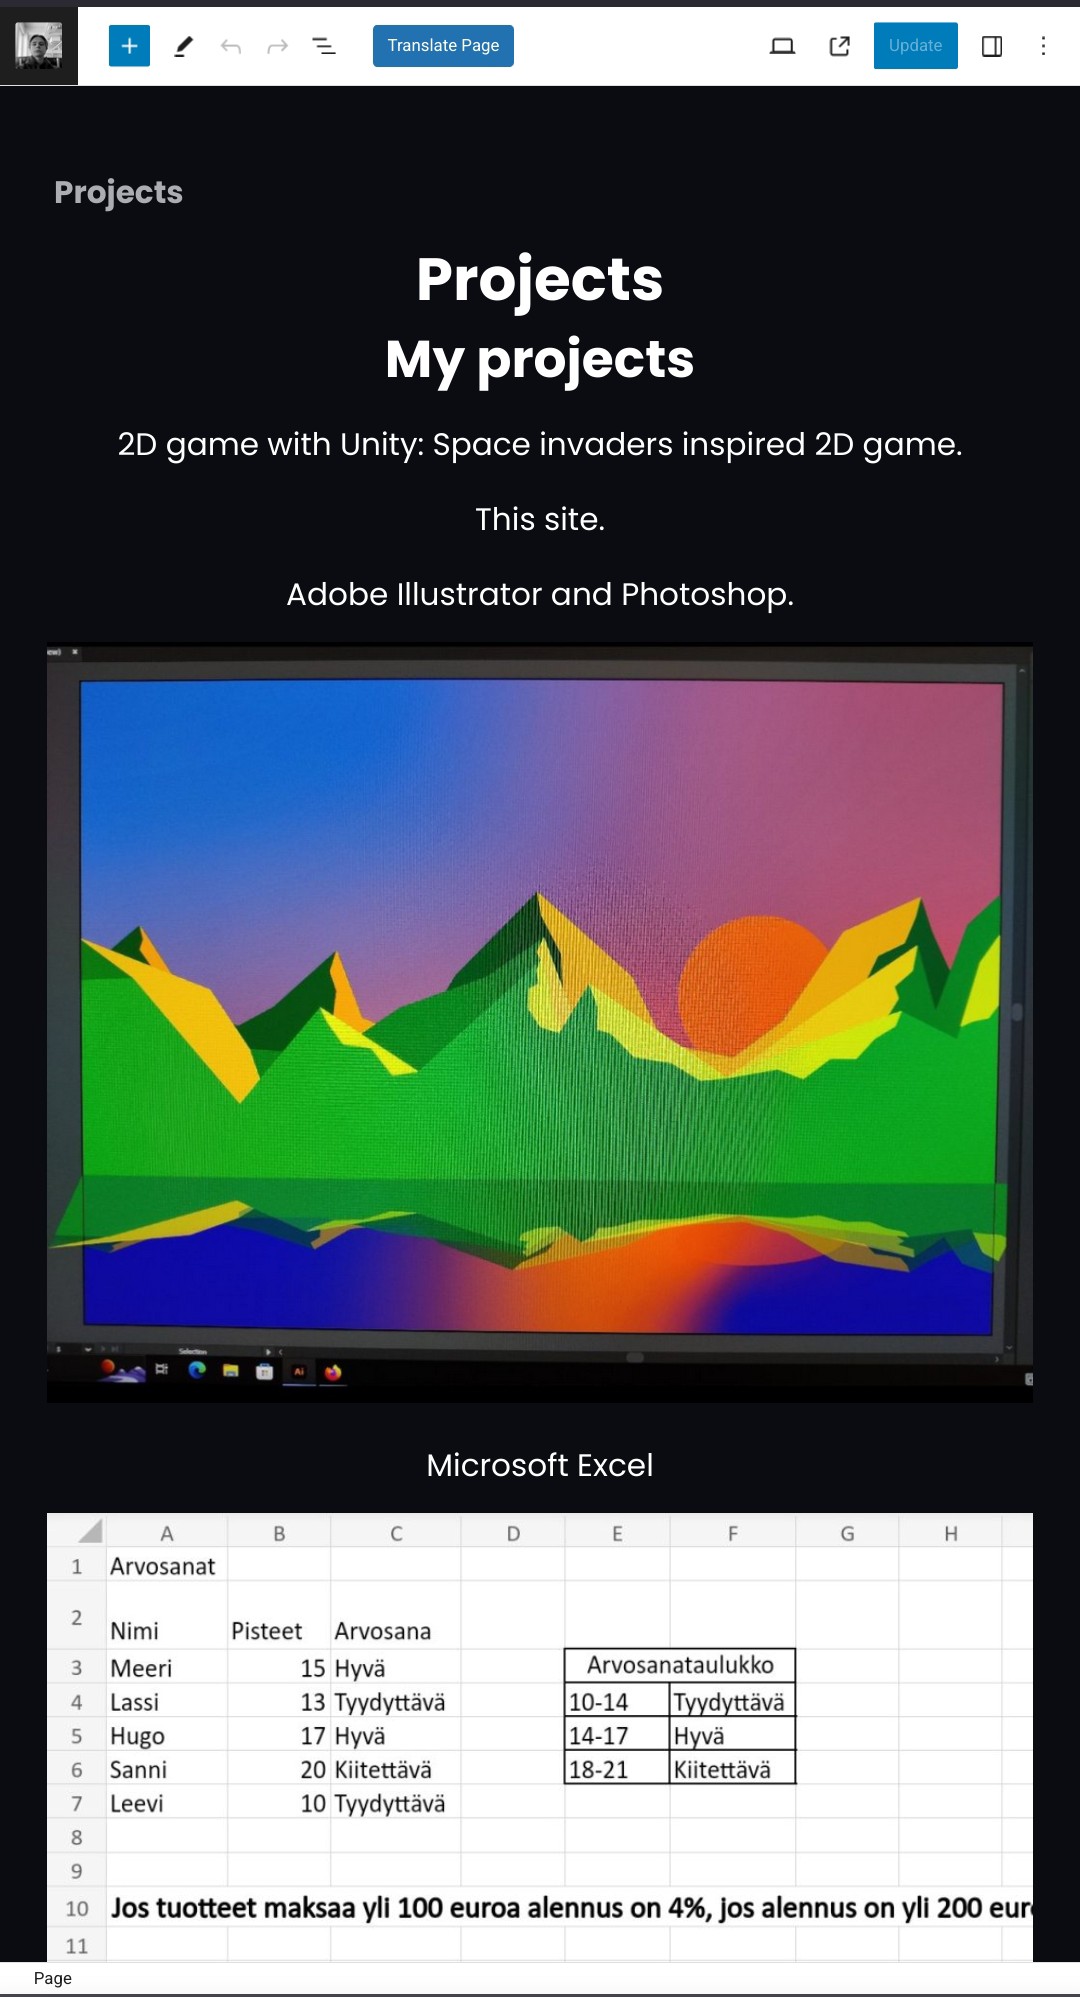 Translate Page
Update
Projects
Projects
My projects
2D game with Unity: Space invaders inspired 2D game.
This site.
Adobe Illustrator and Photoshop.
Selection
Ai
Microsoft Excel
A B C D E F G H
1 Arvosanat
2 Nimi Pisteet Arvosana
3 Meeri 15 Hyvä Arvosanataulukko
4 Lassi 13 Tyydyttävä 10-14 Tyydyttävä
5 Hugo 17 Hyvä 14-17 Hyvä
6 Sanni 20 Kiitettävä 18-21 Kiitettävä
7 Leevi 10 Tyydyttävä
8
9
10 Jos tuotteet maksaa yli 100 euroa alennus on 4%, jos alennus on yli 200
11
Page